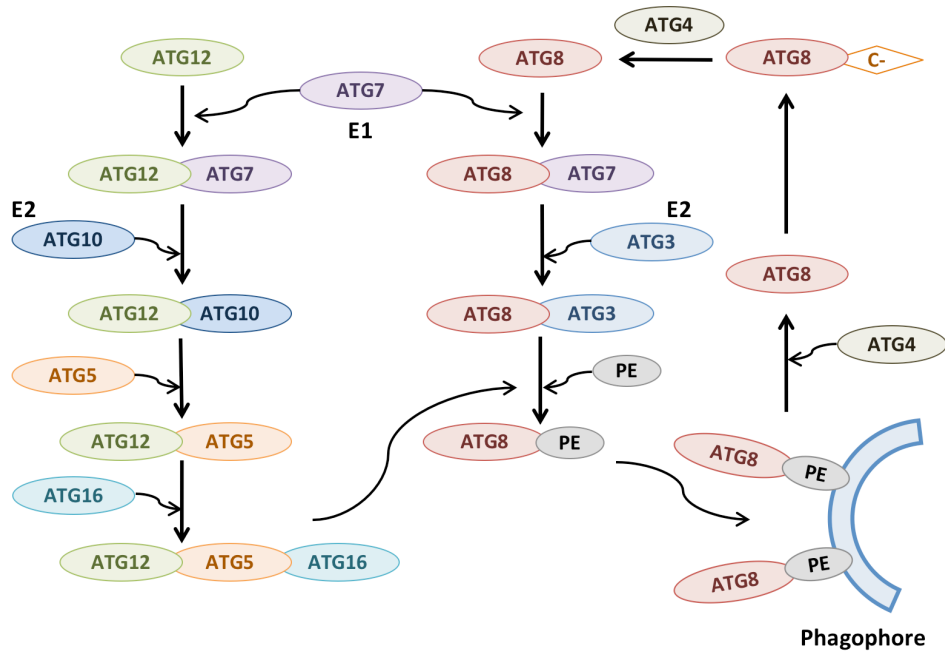 ATG12
ATG7
E1
ATG8
ATG4
ATG8
C-
ATG12
ATG7
ATG8
ATG7
E2
ATG10
E2
ATG3
ATG8
ATG12
ATG10
ATG8
ATG3
ATG4
ATG5
PE
ATG12
ATG5
ATG8
PE
ATG8
PE
ATG16
ATG12
ATG5
ATG16
ATG8
PE
Phagophore